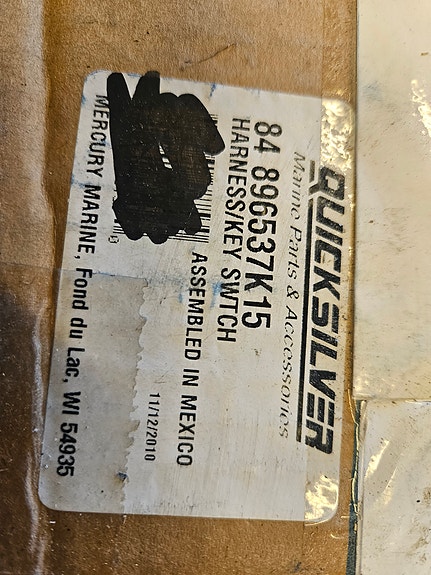 QUICKSILVER
Marine Parts & Accessories
84 896537K15
HARNESS/KEY SWTCH
ASSEMBLED IN MEXICO
11/12/2010
MERCURY MARINE, Fond du Lac, WI 54935